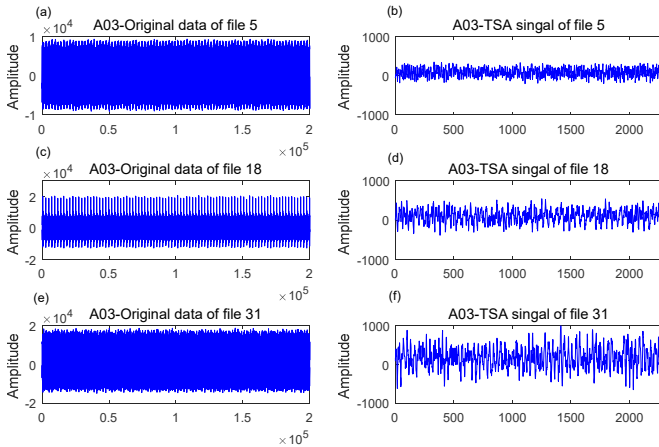 (a)
A03-Original data of file 5
1 ×10^4
0
-1
Amplitude
0 0.5 1 1.5 2
×10^5
(b)
A03-TSA singal of file 5
1000
0
-1000
Amplitude
0 500 1000 1500 2000
(c)
A03-Original data of file 18
×10^4
2
0
-2
Amplitude
0 0.5 1 1.5 2
×10^5
(d)
A03-TSA singal of file 18
1000
0
-1000
Amplitude
0 500 1000 1500 2000
(e)
A03-Original data of file 31
2 ×10^4
0
-2
Amplitude
0 0.5 1 1.5 2
×10^5
(f)
A03-TSA singal of file 31
1000
0
-1000
Amplitude
0 500 1000 1500 2000